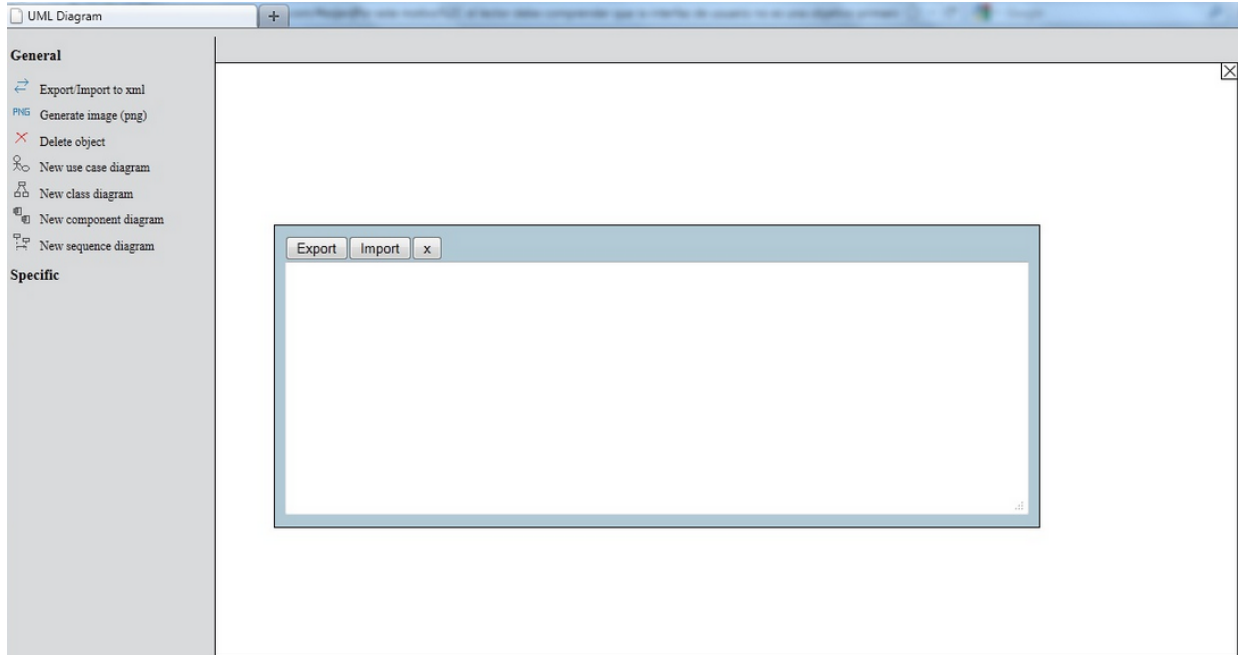 UML Diagram
+
General
Export/Import to xml
PNG Generate image (png)
Delete object
New use case diagram
New class diagram
New component diagram
New sequence diagram
Specific
Export Import x